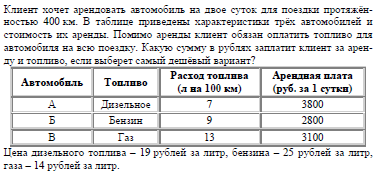 Клиент хочет арендовать автомобиль на двое суток для поездки протяжён-
ностью 400 км. В таблице приведены характеристики трёх автомобилей и
стоимость их аренды. Помимо аренды клиент обязан оплатить топливо для
автомобиля на всю поездку. Какую сумму в рублях заплатит клиент за арен-
ду и топливо, если выберет самый дешёвый вариант?
Автомобиль Топливо Расход топлива (л на 100 км) Арендная плата (руб. за 1 сутки)
А Дизельное 7 3800
Б Бензин 9 2800
В Газ 13 3100
Цена дизельного топлива – 19 рублей за литр, бензина – 25 рублей за литр,
газа – 14 рублей за литр.